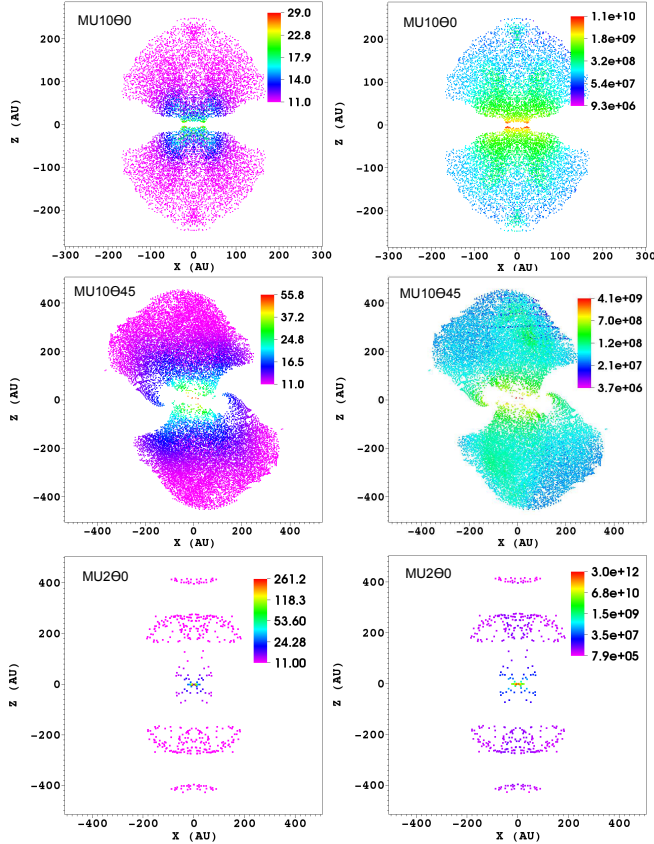 MU10Θ0
29.0
22.8
17.9
14.0
11.0
200
100
0
-100
-200
Z (AU)
-300 -200 -100 0 100 200 300
X (AU)
MU10Θ0
1.1e+10
1.8e+09
3.2e+08
5.4e+07
9.3e+06
200
100
0
-100
-200
Z (AU)
-300 -200 -100 0 100 200 300
X (AU)
MU10Θ45
55.8
37.2
24.8
16.5
11.0
400
200
0
-200
-400
Z (AU)
-400 -200 0 200 400
X (AU)
MU10Θ45
4.1e+09
7.0e+08
1.2e+08
2.1e+07
3.7e+06
400
200
0
-200
-400
Z (AU)
-400 -200 0 200 400
X (AU)
MU2Θ0
261.2
118.3
53.60
24.28
11.00
400
200
0
-200
-400
Z (AU)
-400 -200 0 200 400
X (AU)
MU2Θ0
3.0e+12
6.8e+10
1.5e+09
3.5e+07
7.9e+05
400
200
0
-200
-400
Z (AU)
-400 -200 0 200 400
X (AU)